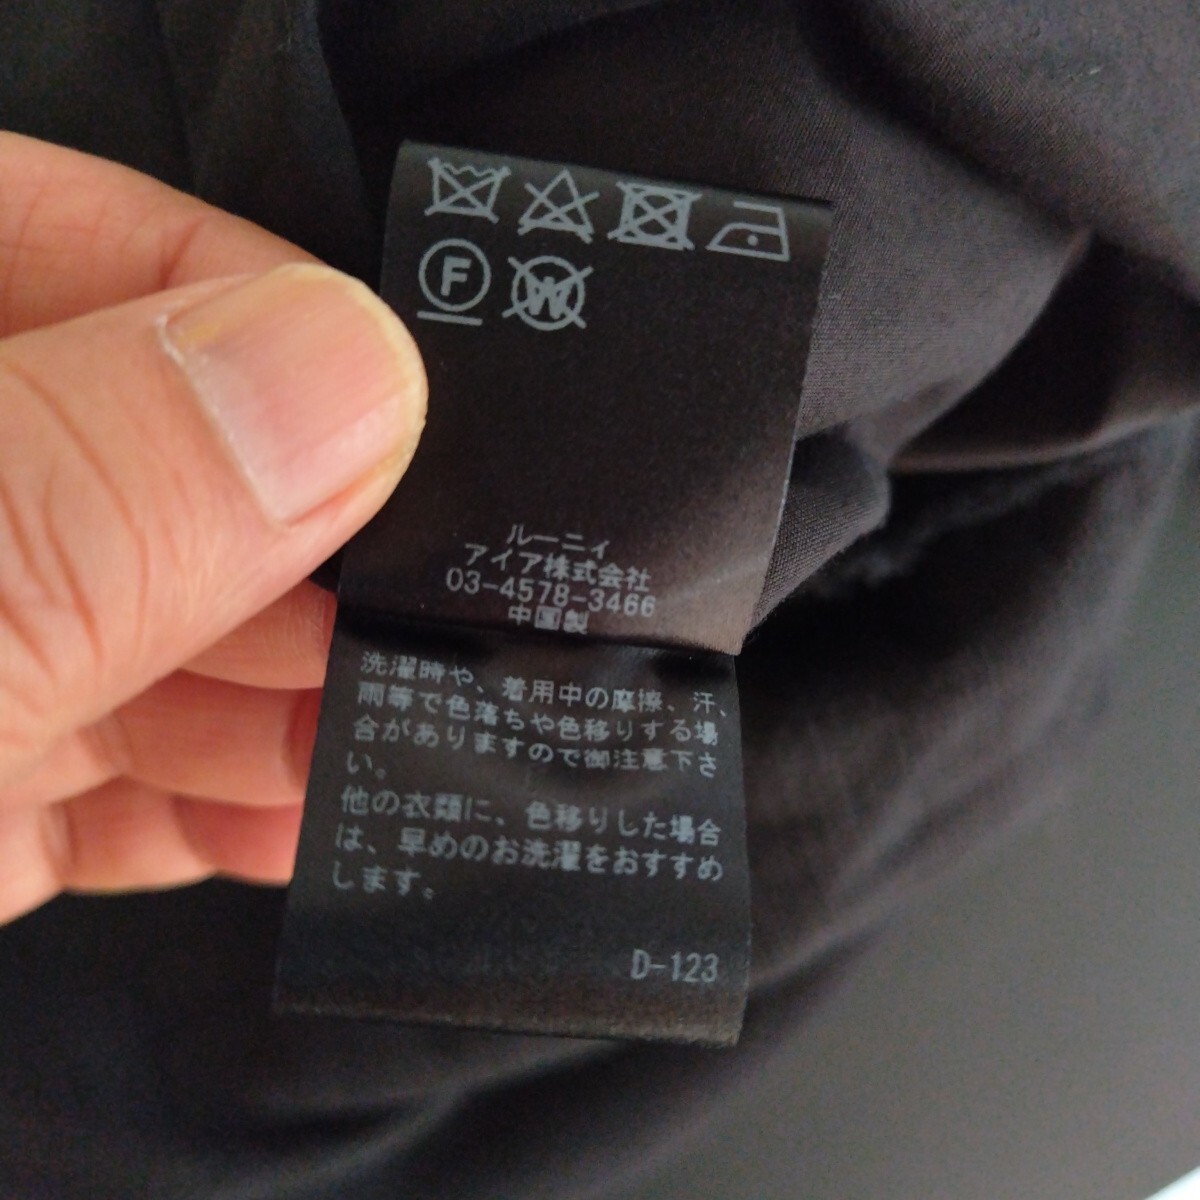 F W
ルーニィ
アイア株式会社
03-4578-3466
中国製
洗濯時や、着用中の摩擦、汗、
雨等で色落ちや色移りする場
合がありますので御注意下さ
い。
他の衣類に、色移りした場合
は、早めのお洗濯をおすすめ
します。
D-123